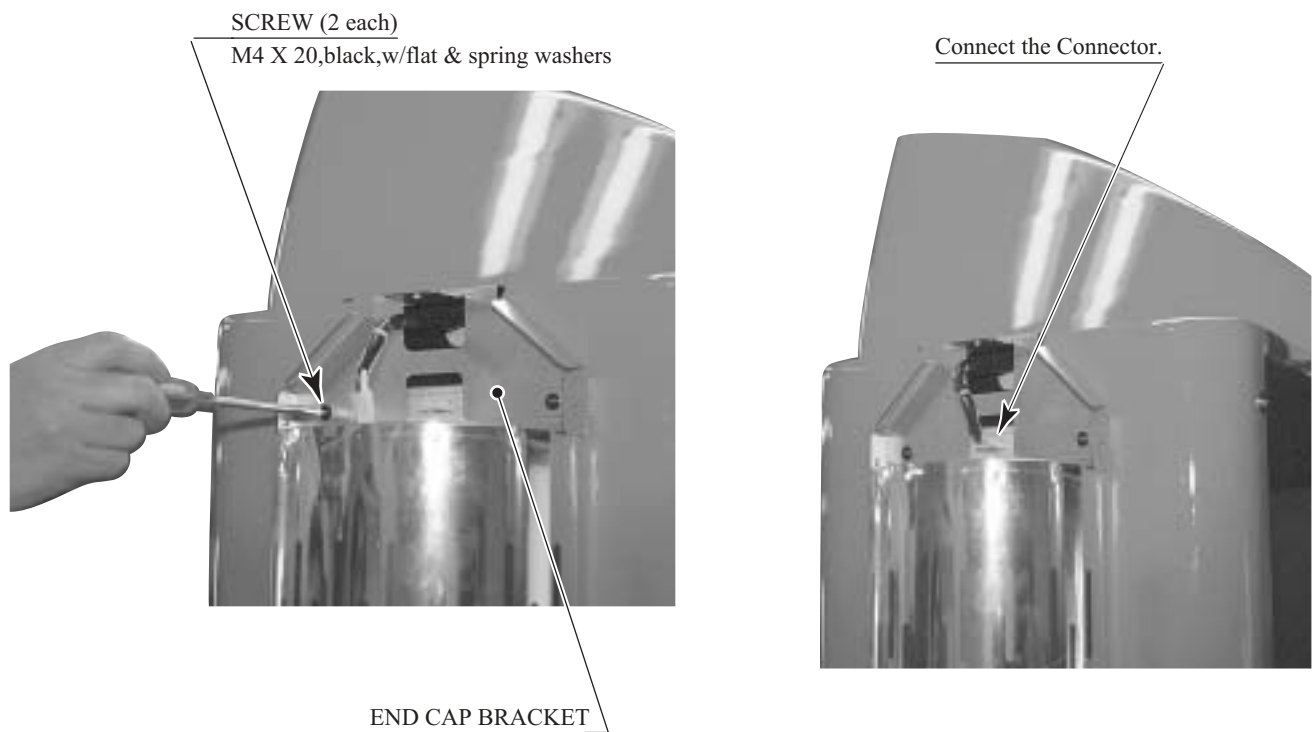 SCREW (2 each)
M4 X 20,black,w/flat & spring washers
Connect the Connector.
END CAP BRACKET